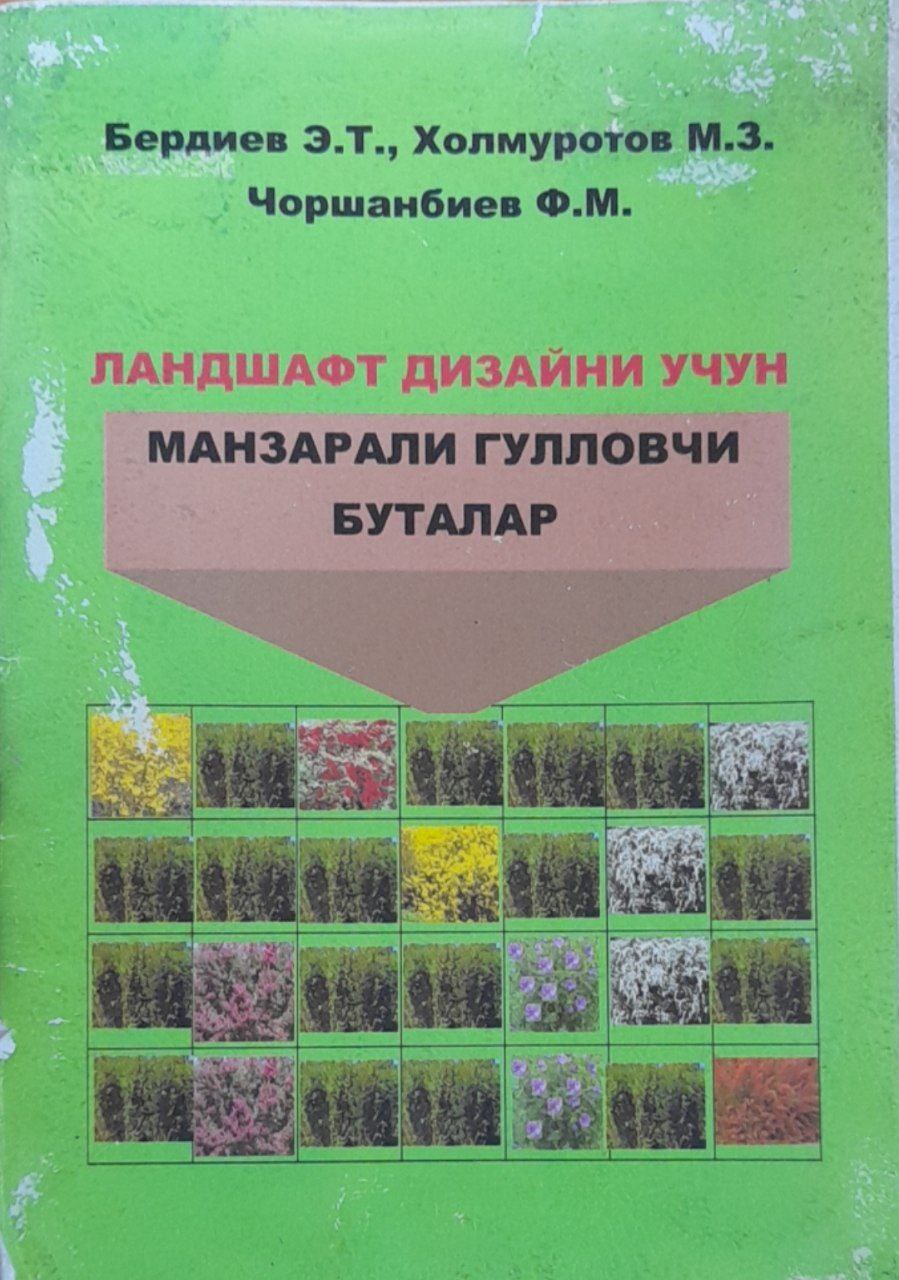 Бердиев Э.Т., Холмуротов М.З.
Чоршанбиев Ф.М.
ЛАНДШАФТ ДИЗАЙНИ УЧУН
МАНЗАРАЛИ ГУЛЛОВЧИ
БУТАЛАР